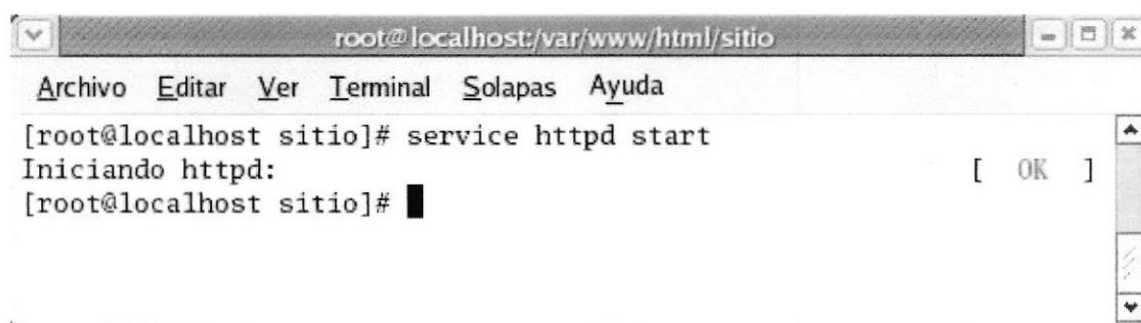 root@localhost:/var/www/html/sitio
Archivo Editar Ver Terminal Solapas Ayuda
[root@localhost sitio]# service httpd start
Iniciando httpd: [ OK ]
[root@localhost sitio]#